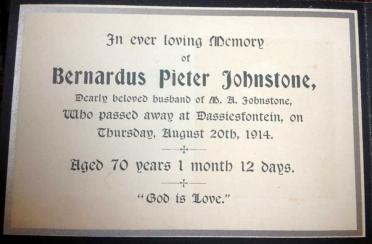 In ever loving Memory
of
Bernardus Pieter Johnstone,
Dearly beloved husband of M. A. Johnstone,
Who passed away at Dassiesfontein, on
Thursday, August 20th, 1914.
Aged 70 years 1 month 12 days.
"God is Love."